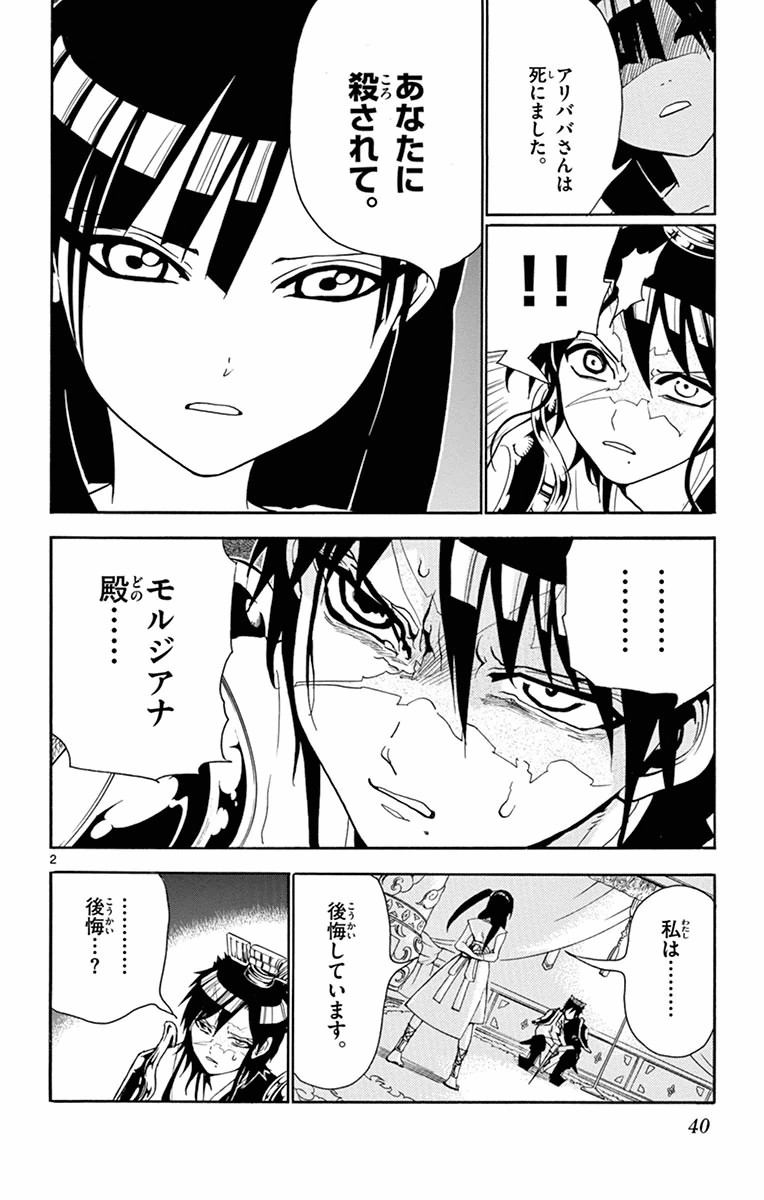 アリババさんは
死にました。
あなたに
殺されて。
!!
…………
モルジアナ
殿……
2
私は……
後悔しています。
…………
後悔…?
40